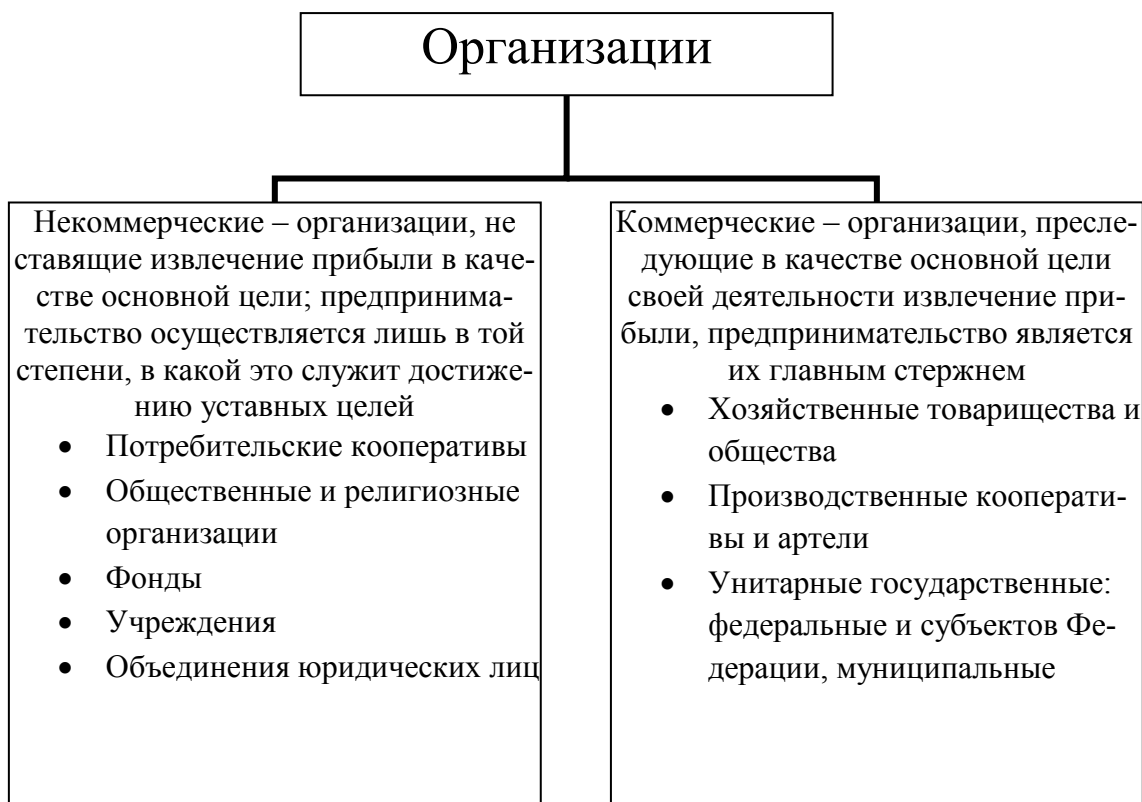 Организации
Некоммерческие – организации, не
ставящие извлечение прибыли в каче-
стве основной цели; предпринима-
тельство осуществляется лишь в той
степени, в какой это служит достиже-
нию уставных целей
• Потребительские кооперативы
• Общественные и религиозные
организации
• Фонды
• Учреждения
• Объединения юридических лиц
Коммерческие – организации, пресле-
дующие в качестве основной цели
своей деятельности извлечение при-
были, предпринимательство является
их главным стержнем
• Хозяйственные товарищества и
общества
• Производственные кооперати-
вы и артели
• Унитарные государственные:
федеральные и субъектов Фе-
дерации, муниципальные